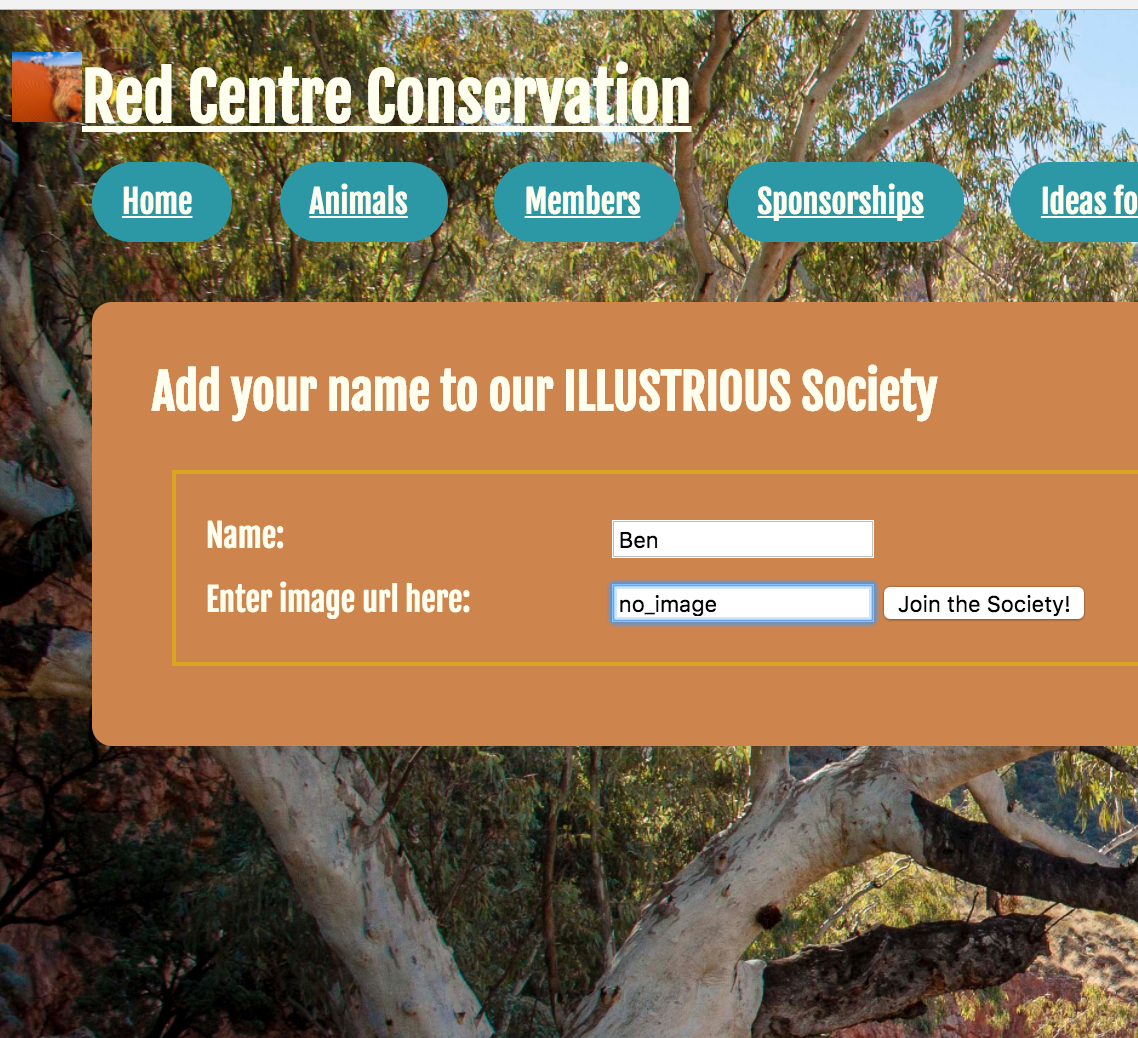 Red Centre Conservation
Home Animals Members Sponsorships Ideas fo
Add your name to our ILLUSTRIOUS Society
Name: Ben
Enter image url here: no_image Join the Society!